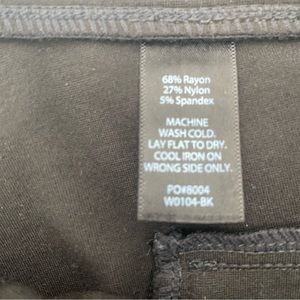 68% Rayon
27% Nylon
5% Spandex
MACHINE
WASH COLD.
LAY FLAT TO DRY.
COOL IRON ON
WRONG SIDE ONLY.
PO#8004
W0104-BK